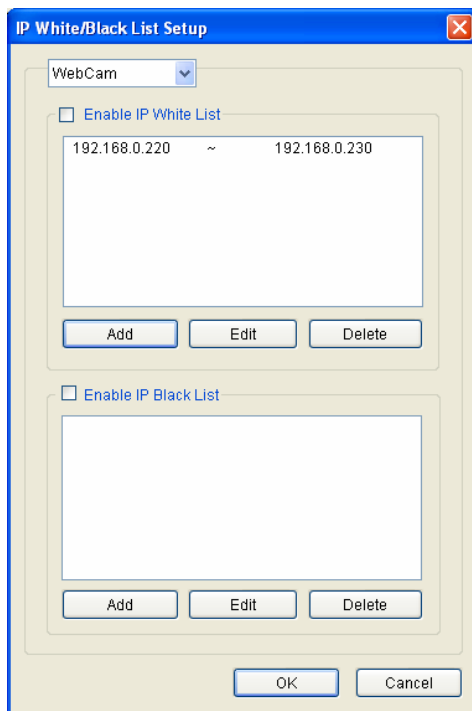 IP White/Black List Setup
WebCam
Enable IP White List
192.168.0.220 ~ 192.168.0.230
Add Edit Delete
Enable IP Black List
Add Edit Delete
OK Cancel